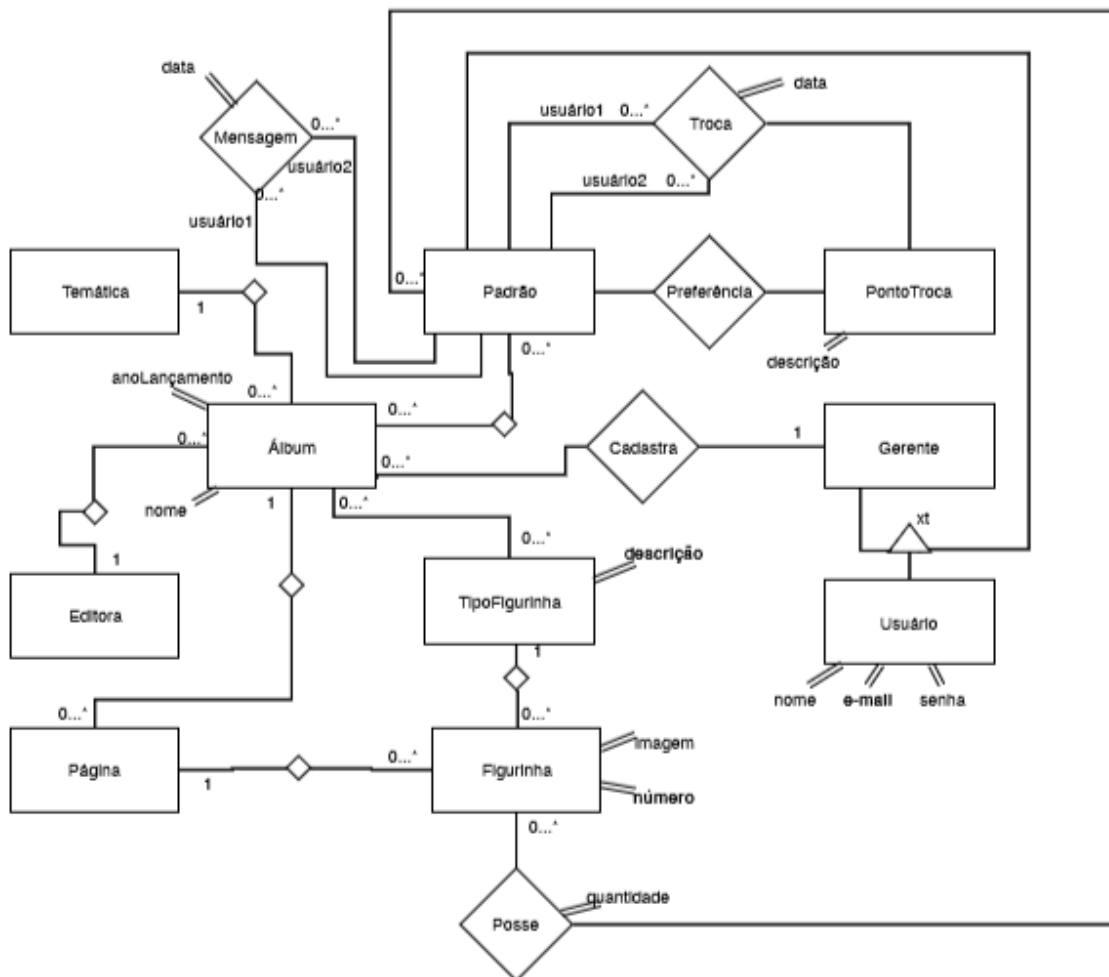 data
Mensagem
0...*
usuário2
0...*
usuário1
usuário1 0...*
Troca
data
usuário2 0...*
Temática
1
0...*
Padrão
0...*
Preferência
PontoTroca
descrição
anoLançamento
0...*
0...*
0...*
Álbum
nome
1
0...*
0...*
Cadastra
1
Gerente
xt
Usuário
nome
e-mail
senha
1
Editora
0...*
descrição
TipoFigurinha
1
0...*
0...*
Página
1
0...*
Figurinha
imagem
número
0...*
quantidade
Posse